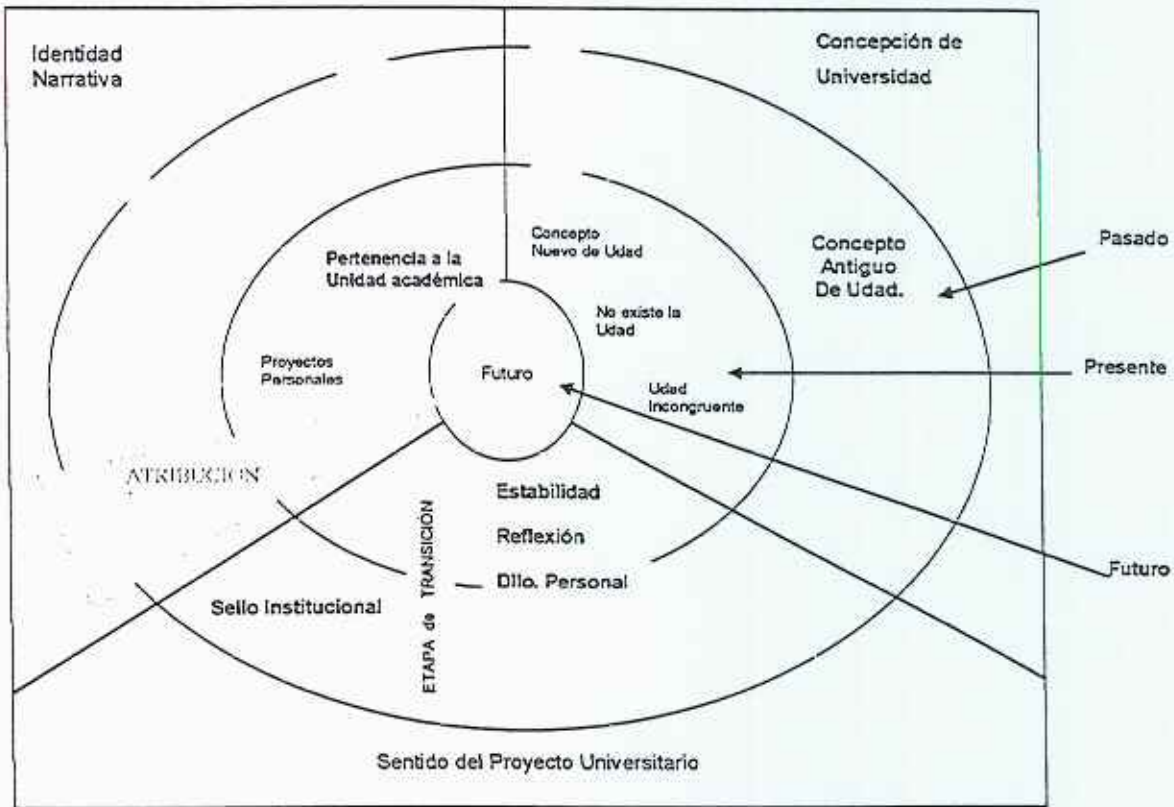 Identidad
Narrativa
Concepción de
Universidad
Pertenencia a la
Unidad académica
Concepto
Nuevo de Udad
Concepto
Antiguo
De Udad.
Pasado
No existe la
Udad
Proyectos
Personales
Futuro
Presente
Udad
Incongruente
ATRIBUCION
Estabilidad
Reflexión
Dllo. Personal
ETAPA de TRANSICIÓN
Sello Institucional
Futuro
Sentido del Proyecto Universitario